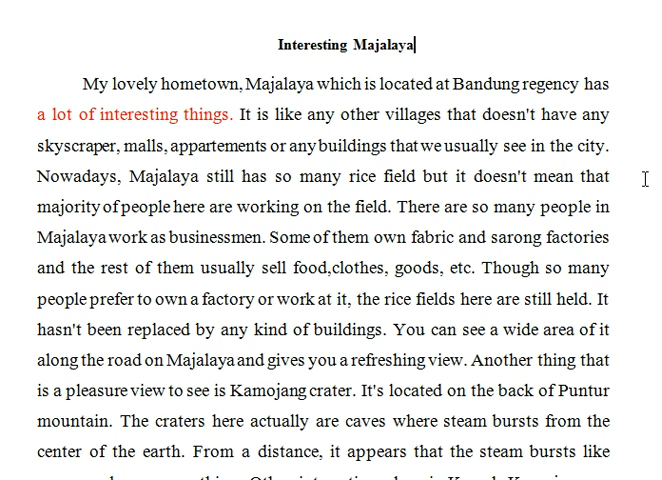 Interesting Majalaya
My lovely hometown, Majalaya which is located at Bandung regency has
a lot of interesting things. It is like any other villages that doesn't have any
skyscraper, malls, appartements or any buildings that we usually see in the city.
Nowadays, Majalaya still has so many rice field but it doesn't mean that
majority of people here are working on the field. There are so many people in
Majalaya work as businessmen. Some of them own fabric and sarong factories
and the rest of them usually sell food,clothes, goods, etc. Though so many
people prefer to own a factory or work at it, the rice fields here are still held. It
hasn't been replaced by any kind of buildings. You can see a wide area of it
along the road on Majalaya and gives you a refreshing view. Another thing that
is a pleasure view to see is Kamojang crater. It's located on the back of Puntur
mountain. The craters here actually are caves where steam bursts from the
center of the earth. From a distance, it appears that the steam bursts like